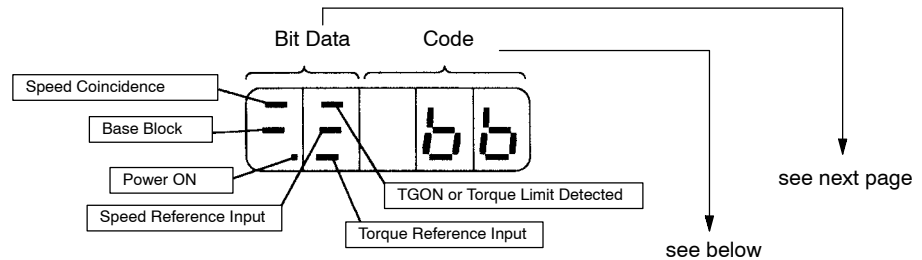 Bit Data Code
Speed Coincidence
Base Block
bb
Power ON
TGON or Torque Limit Detected
see next page
Speed Reference Input
Torque Reference Input
see below